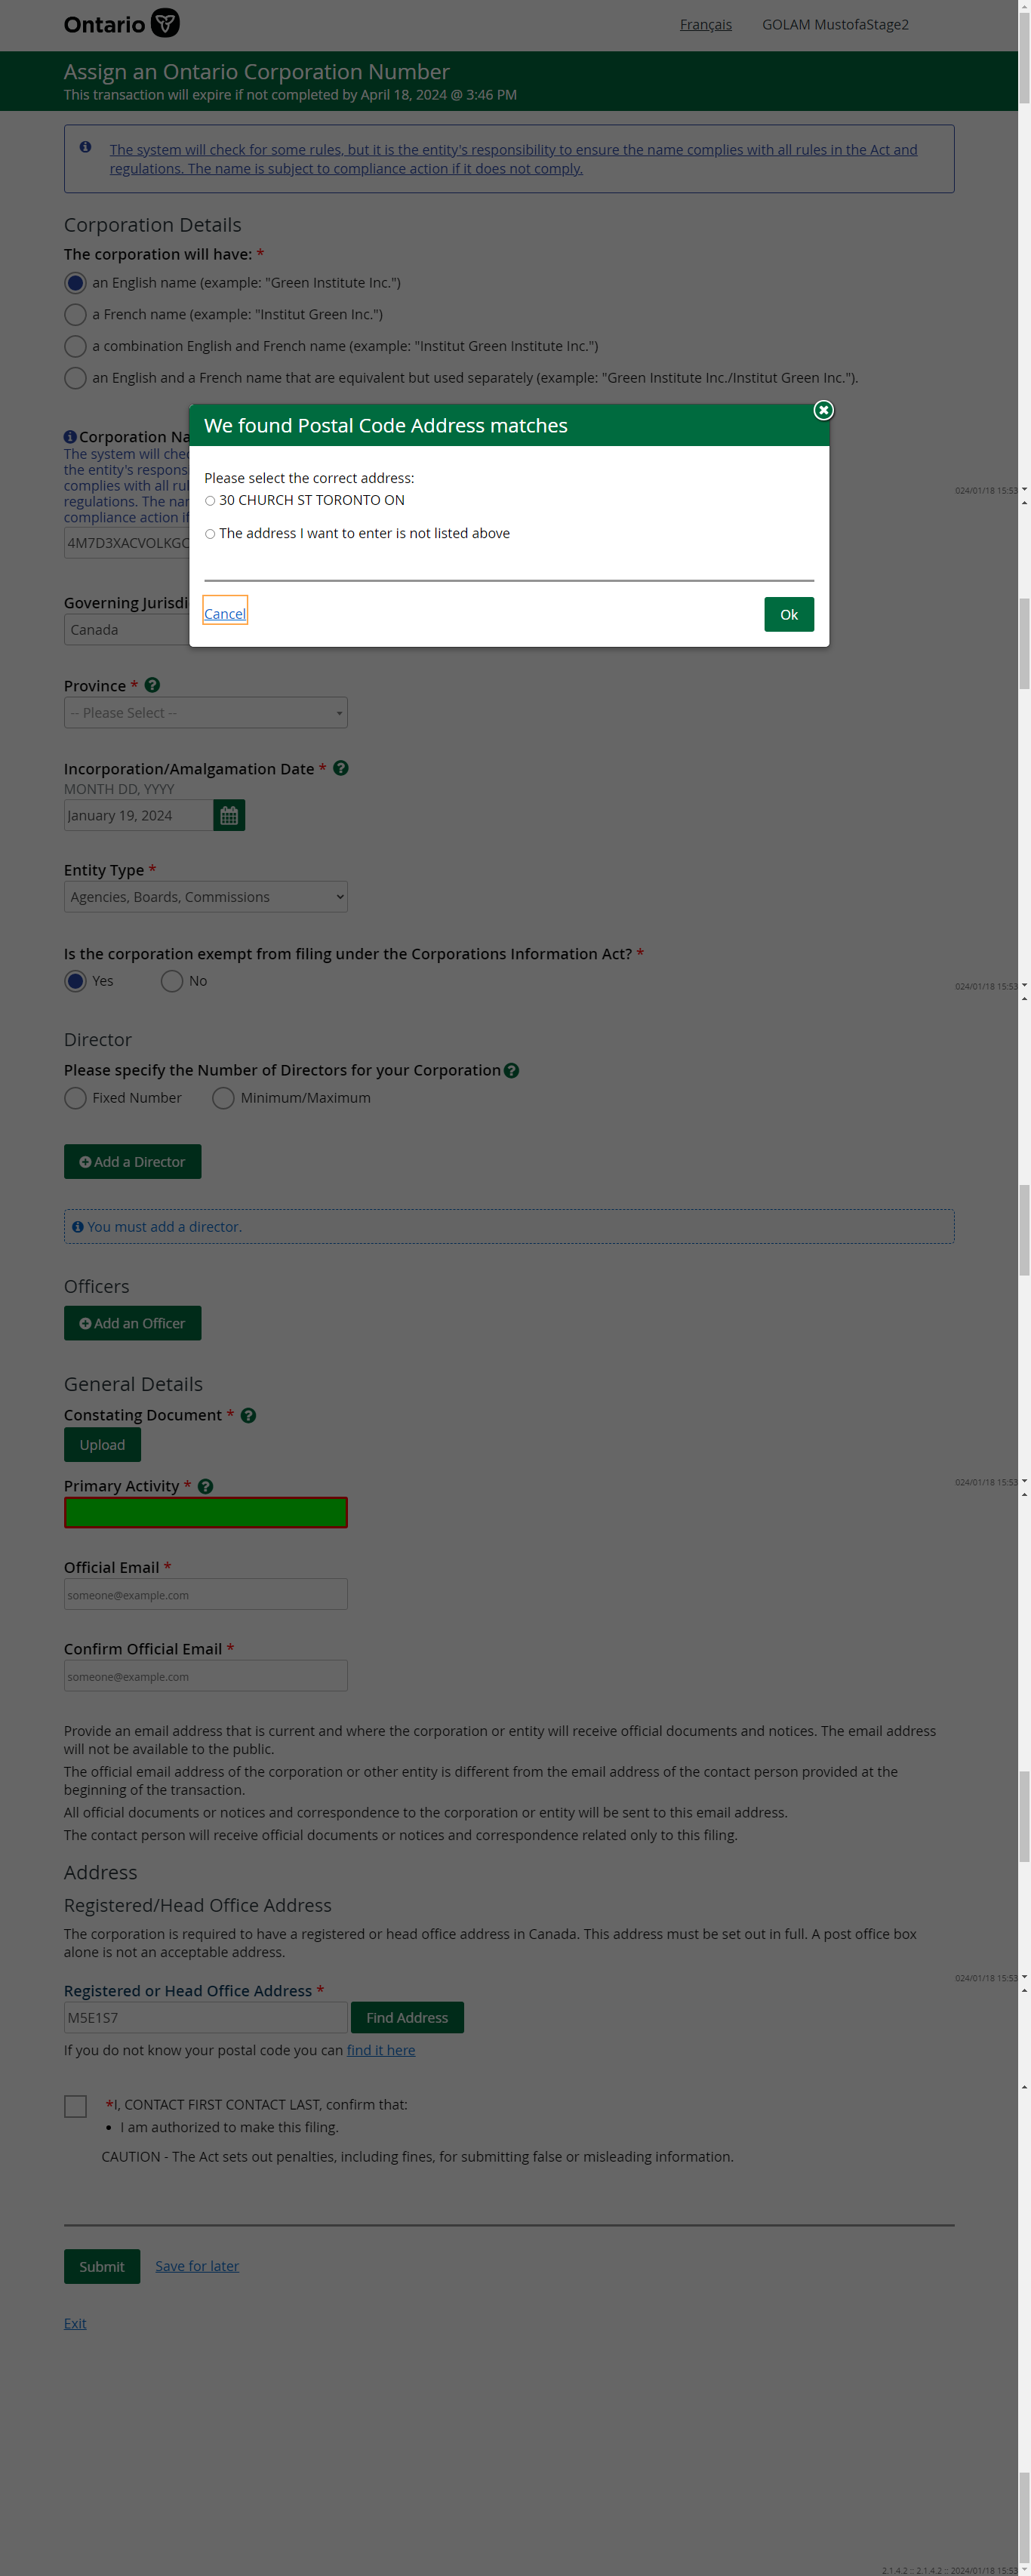 Ontario
Français
GOLAM MustofaStage2
Assign an Ontario Corporation Number
This transaction will expire if not completed by April 18, 2024 @ 3:46 PM
The system will check for some rules, but it is the entity's responsibility to ensure the name complies with all rules in the Act and
regulations. The name is subject to compliance action if it does not comply.
Corporation Details
The corporation will have: *
an English name (example: "Green Institute Inc.")
a French name (example: "Institut Green Inc.")
a combination English and French name (example: "Institut Green Institute Inc.")
an English and a French name that are equivalent but used separately (example: "Green Institute Inc./Institut Green Inc.").
We found Postal Code Address matches
Please select the correct address:
30 CHURCH ST TORONTO ON
The address I want to enter is not listed above
Cancel
Ok
Corporation Na
The system will chec
the entity's respons
complies with all rul
regulations. The nar
compliance action if
4M7D3XACVOLKGC
024/01/18 15:53
Governing Jurisdi
Canada
Province *
-- Please Select --
Incorporation/Amalgamation Date *
MONTH DD, YYYY
January 19, 2024
Entity Type *
Agencies, Boards, Commissions
Is the corporation exempt from filing under the Corporations Information Act? *
Yes
No
024/01/18 15:53
Director
Please specify the Number of Directors for your Corporation
Fixed Number
Minimum/Maximum
Add a Director
You must add a director.
Officers
Add an Officer
General Details
Constating Document *
Upload
Primary Activity *
024/01/18 15:53
Official Email *
someone@example.com
Confirm Official Email *
someone@example.com
Provide an email address that is current and where the corporation or entity will receive official documents and notices. The email address
will not be available to the public.
The official email address of the corporation or other entity is different from the email address of the contact person provided at the
beginning of the transaction.
All official documents or notices and correspondence to the corporation or entity will be sent to this email address.
The contact person will receive official documents or notices and correspondence related only to this filing.
Address
Registered/Head Office Address
The corporation is required to have a registered or head office address in Canada. This address must be set out in full. A post office box
alone is not an acceptable address.
024/01/18 15:53
Registered or Head Office Address *
M5E1S7
Find Address
If you do not know your postal code you can find it here
*I, CONTACT FIRST CONTACT LAST, confirm that:
• I am authorized to make this filing.
CAUTION - The Act sets out penalties, including fines, for submitting false or misleading information.
Submit
Save for later
Exit
2.1.4.2 :: 2.1.4.2 :: 2024/01/18 15:53